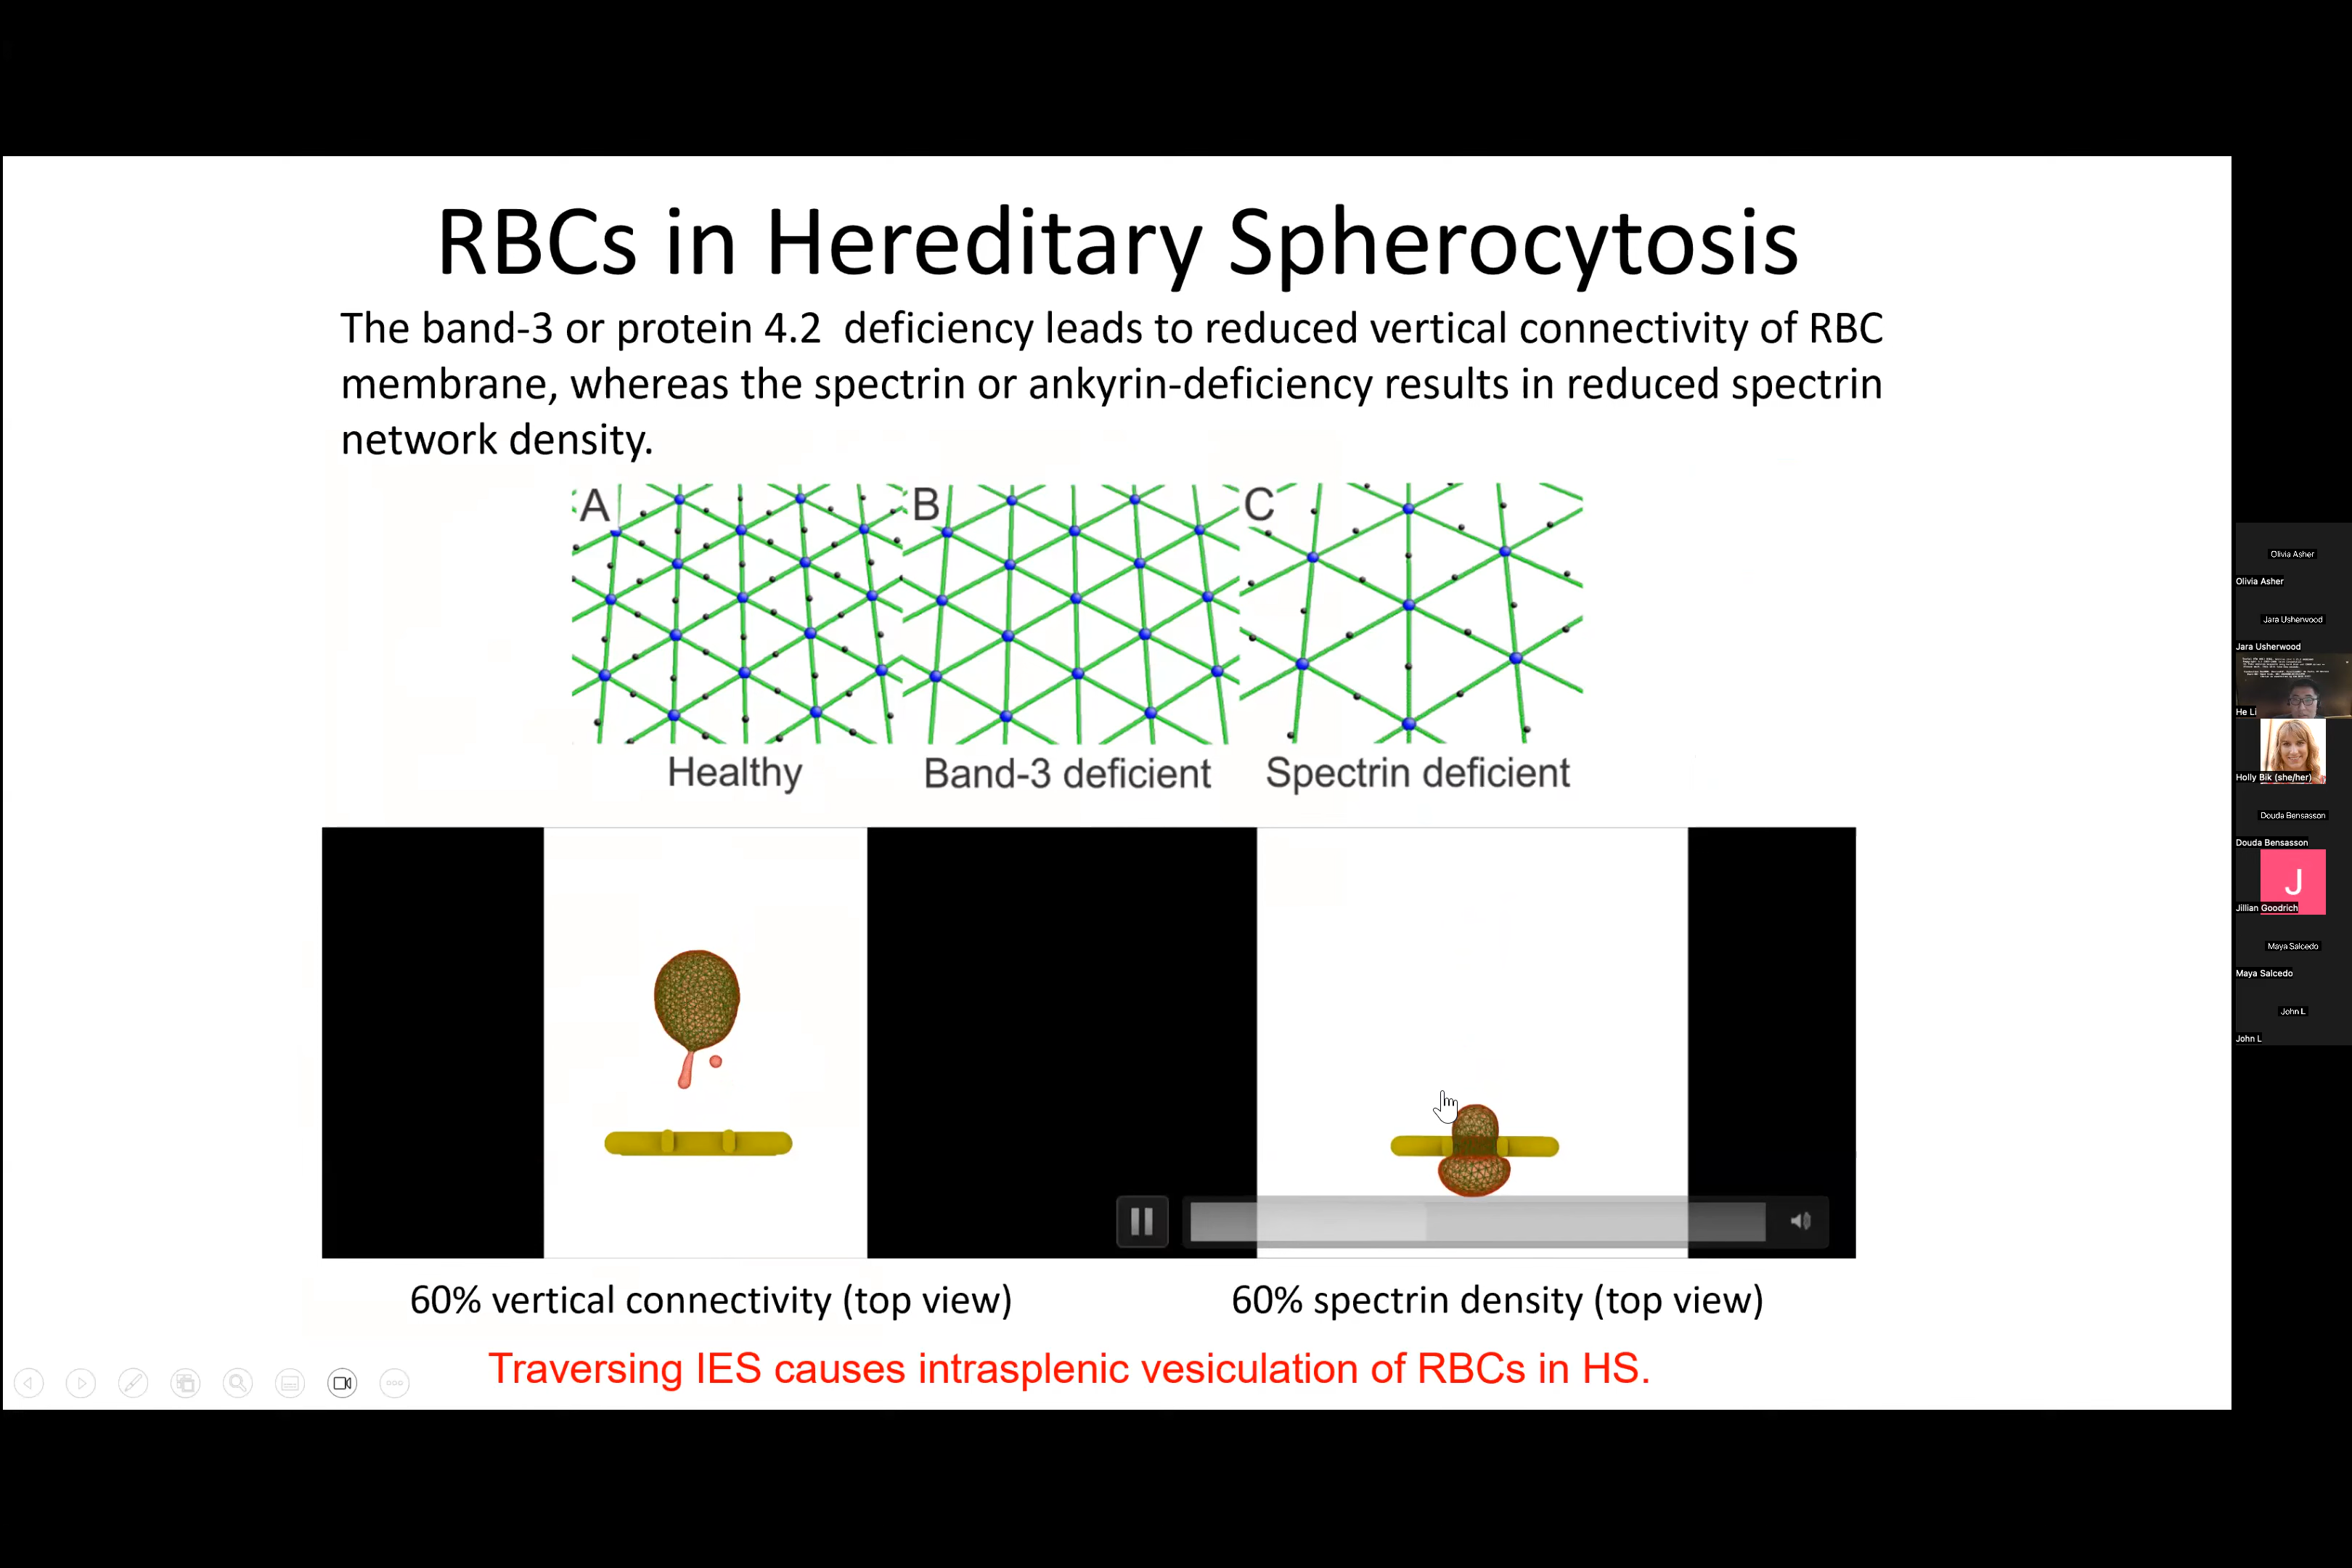 RBCs in Hereditary Spherocytosis
The band-3 or protein 4.2 deficiency leads to reduced vertical connectivity of RBC
membrane, whereas the spectrin or ankyrin-deficiency results in reduced spectrin
network density.
A
B
C
Healthy
Band-3 deficient
Spectrin deficient
60% vertical connectivity (top view)
60% spectrin density (top view)
Traversing IES causes intrasplenic vesiculation of RBCs in HS.
Olivia Asher
Olivia Asher
Jara Usherwood
Jara Usherwood
He Li
Holly Bik (she/her)
Douda Bensasson
Douda Bensasson
J
Jillian Goodrich
Maya Salcedo
Maya Salcedo
John L
John L